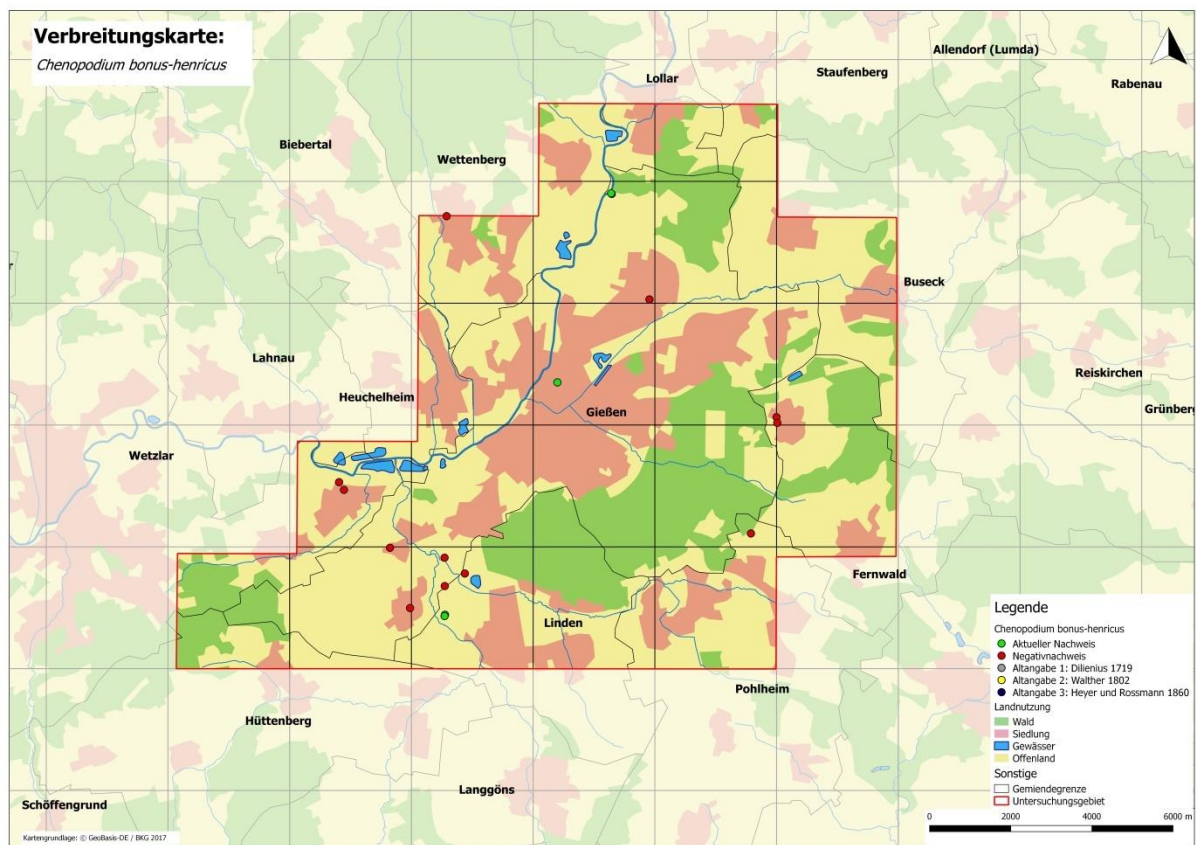 Verbreitungskarte:
Chenopodium bonus-henricus
Allendorf (Lumda)
Staufenberg
Lollar
Rabenau
Biebertal
Wettenberg
Buseck
Lahnau
Reiskirchen
Heuchelheim
Grünberg
Gießen
Wetzlar
Fernwald
Linden
Pohlheim
Hüttenberg
Langgöns
Schöffengrund
Legende
Chenopodium bonus-henricus
Aktueller Nachweis
Negativnachweis
Altangabe 1: Dillenius 1719
Altangabe 2: Walther 1802
Altangabe 3: Heyer und Rossmann 1860
Landnutzung
Wald
Siedlung
Gewässer
Offenland
Sonstige
Gemiendegrenze
Untersuchungsgebiet
0 2000 4000 6000 m
Kartengrundlage: © GeoBasis-DE / BKG 2017